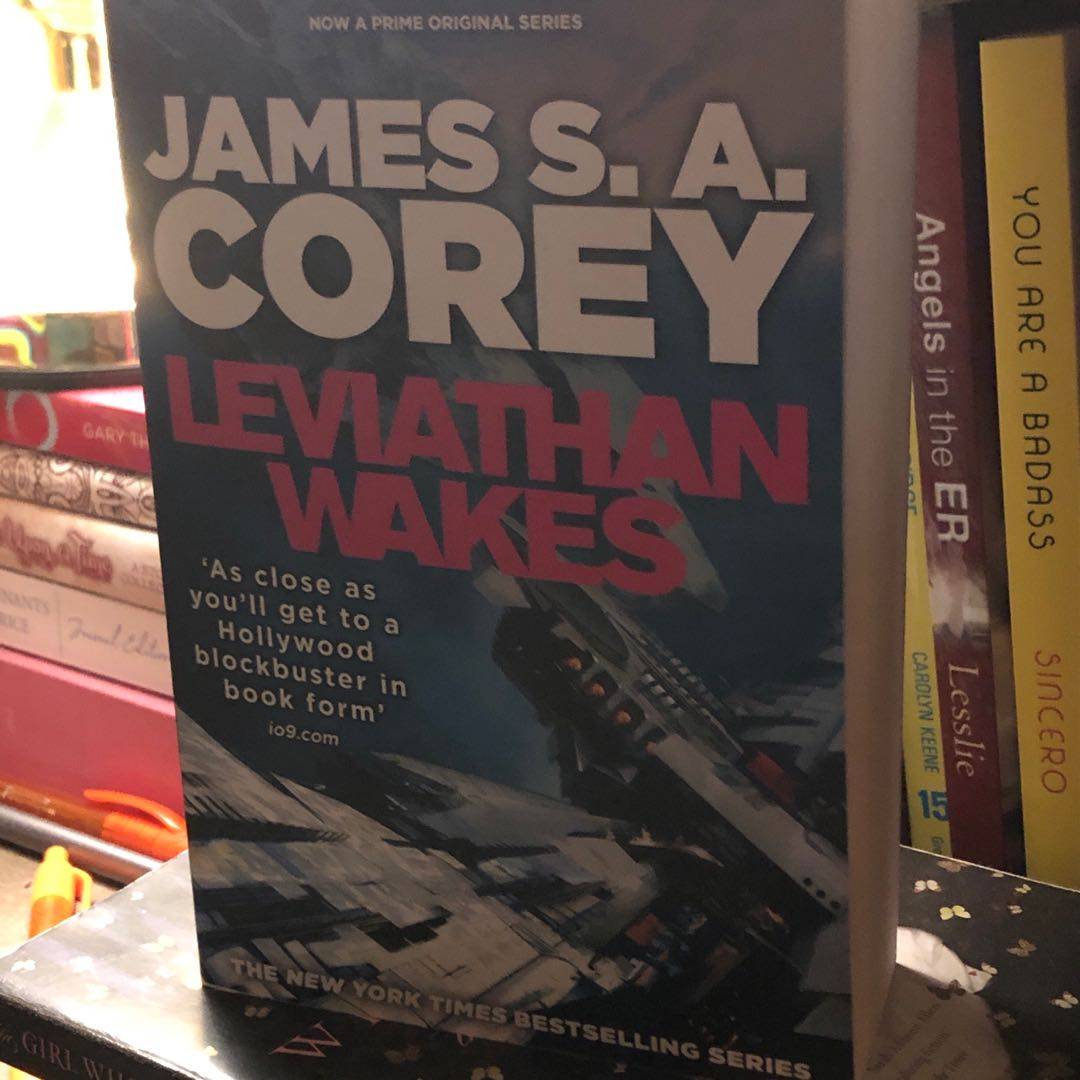 NOW A PRIME ORIGINAL SERIES
JAMES S. A.
COREY
LEVIATHAN
WAKES
‘As close as
you’ll get to a
Hollywood
blockbuster in
book form’
io9.com
THE NEW YORK TIMES BESTSELLING SERIES
GARY
GIRL
Angels in the ER
Lesslie
CAROLYN KEENE
15
YOU ARE A BADASS
SINCERO